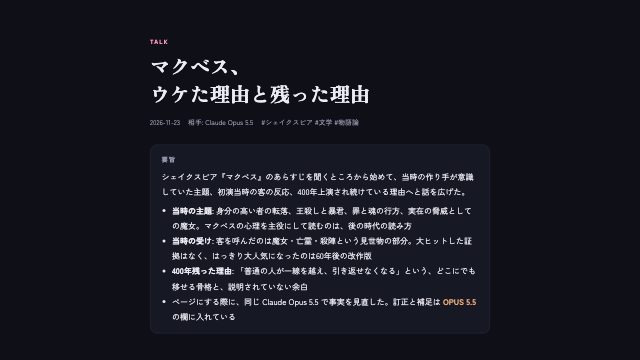 TALK
マクベス、
ウケた理由と残った理由
2026-11-23 相手: Claude Opus 5.5 #シェイクスピア #文学 #物語論
要旨
シェイクスピア『マクベス』のあらすじを聞くところから始めて、当時の作り手が意識
していた主題、初演当時の客の反応、400年上演され続けている理由へと話を広げた。
• 当時の主題: 身分の高い者の転落、王殺しと暴君、罪と魂の行方、実在の脅威として
の魔女。マクベスの心理を主役にして読むのは、後の時代の読み方
• 当時の受け: 客を呼んだのは魔女・亡霊・殺陣という見世物の部分。大ヒットした証
拠はなく、はっきり大人気になったのは60年後の改作版
• 400年残った理由: 「普通の人が一線を越え、引き返せなくなる」という、どこにでも
移せる骨格と、説明されていない余白
• ページにする際に、同じ Claude Opus 5.5 で事実を見直した。訂正と補足は OPUS 5.5
の欄に入れている